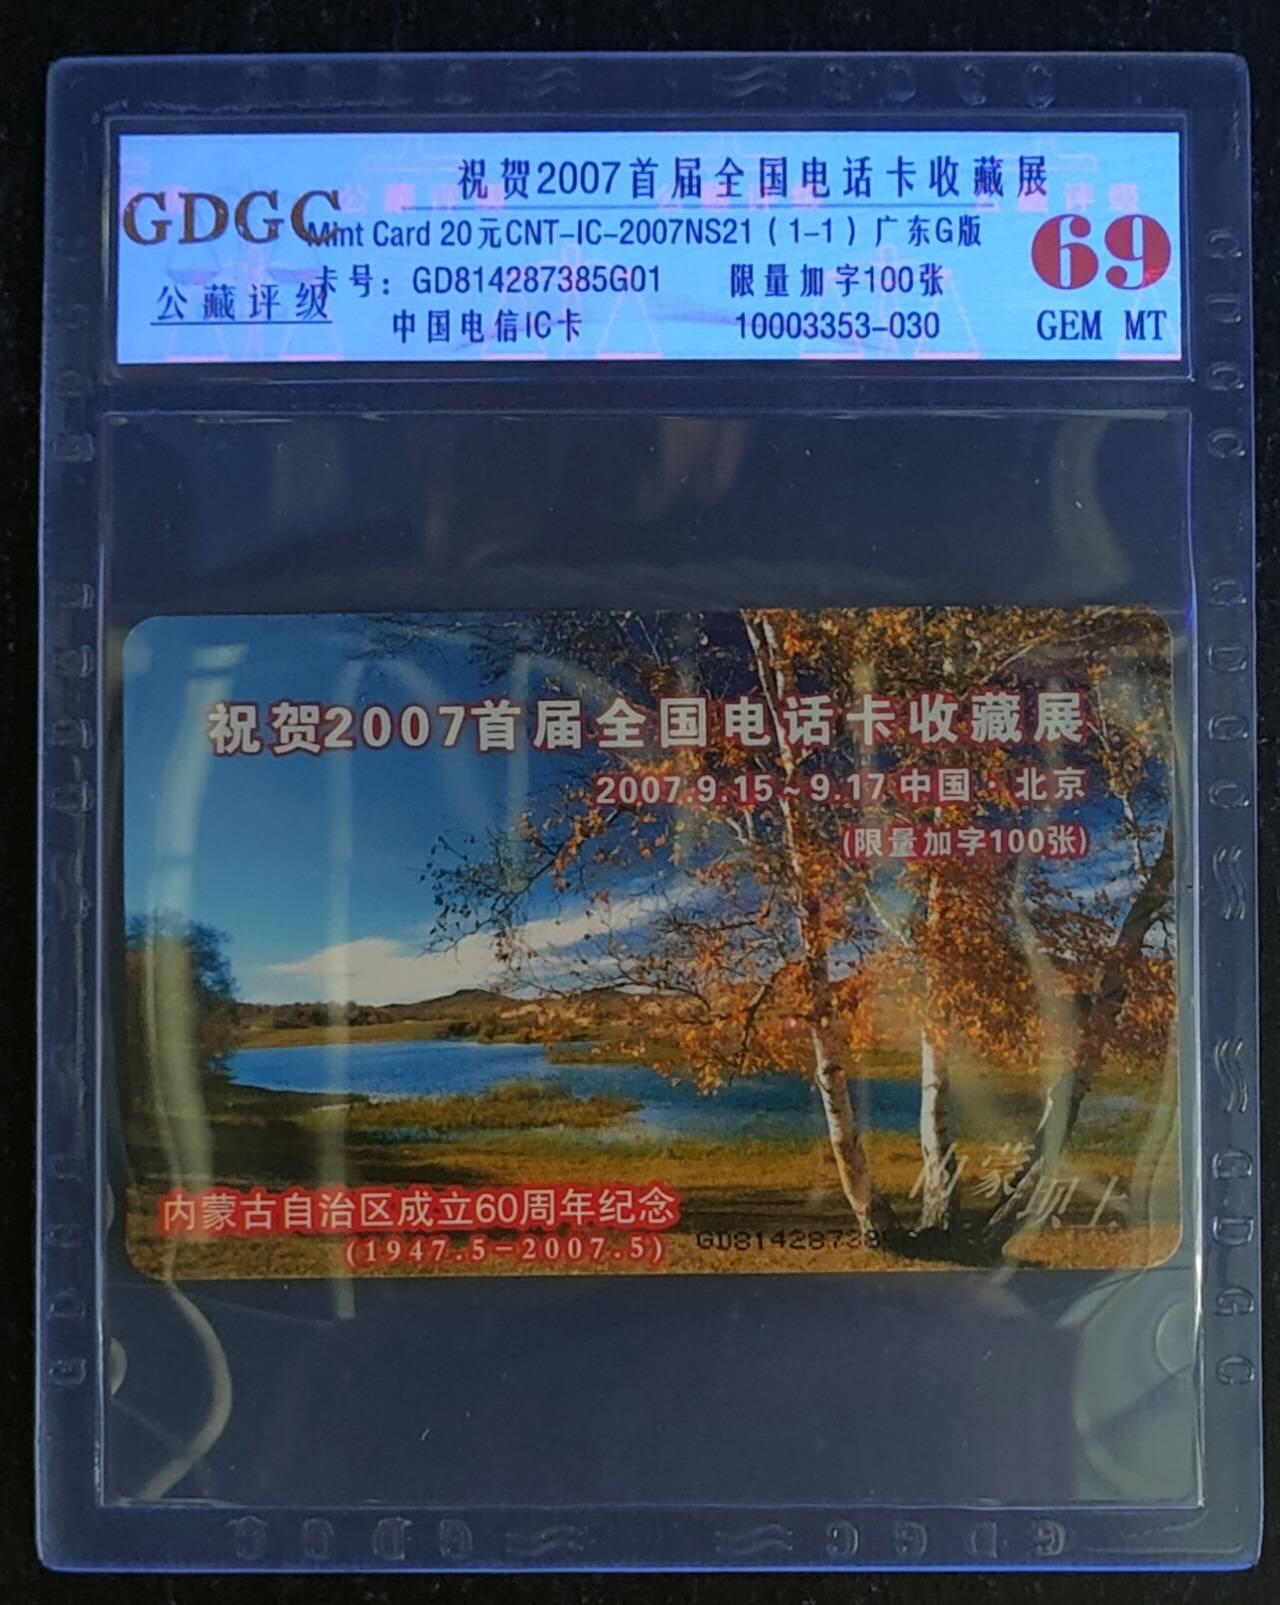 祝贺2007首届全国电话卡收藏展
GDGC
Mint Card 20元CNT-IC-2007NS21（1-1）广东G版
69
卡号：GD814287385G01 限量加字100张
公藏评级
中国电信IC卡 10003353-030
GEM MT
祝贺2007首届全国电话卡收藏展
2007.9.15~9.17 中国·北京
(限量加字100张)
内蒙坝上
内蒙古自治区成立60周年纪念
(1947.5-2007.5)